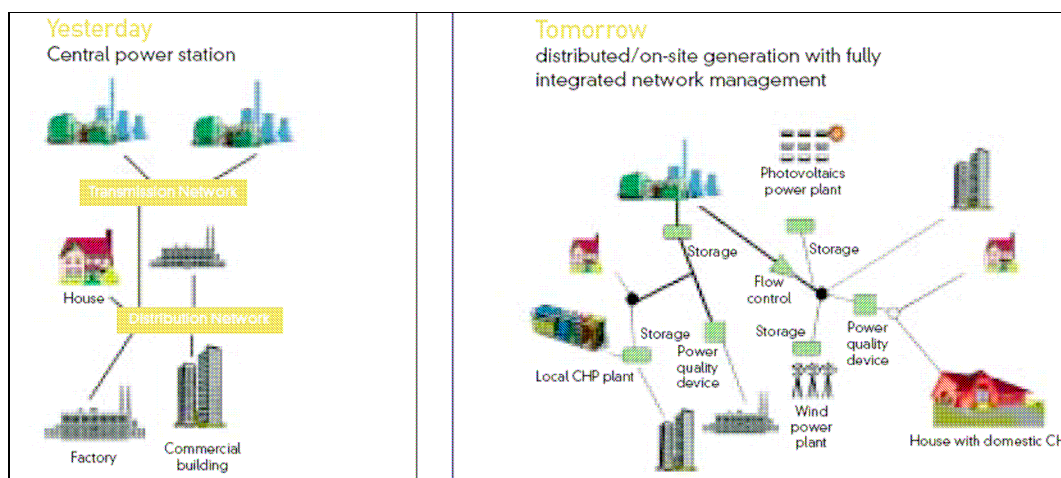 Yesterday
Central power station
Transmission Network
House
Distribution Network
Factory
Commercial
building
Tomorrow
distributed/on-site generation with fully
integrated network management
Photovoltaics
power plant
Storage
Storage
Flow
control
Storage
Power
quality
device
Local CHP plant
Storage
Power
quality
device
Wind
power
plant
House with domestic CH